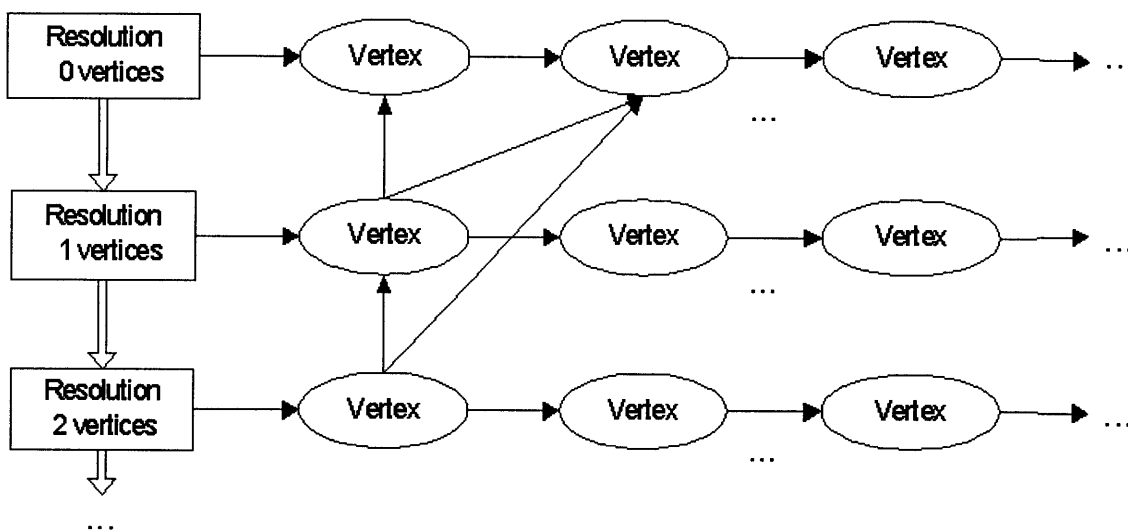 Resolution
0 vertices
Vertex
Vertex
Vertex
...
...
Resolution
1 vertices
Vertex
Vertex
Vertex
...
...
Resolution
2 vertices
Vertex
Vertex
Vertex
...
...
...